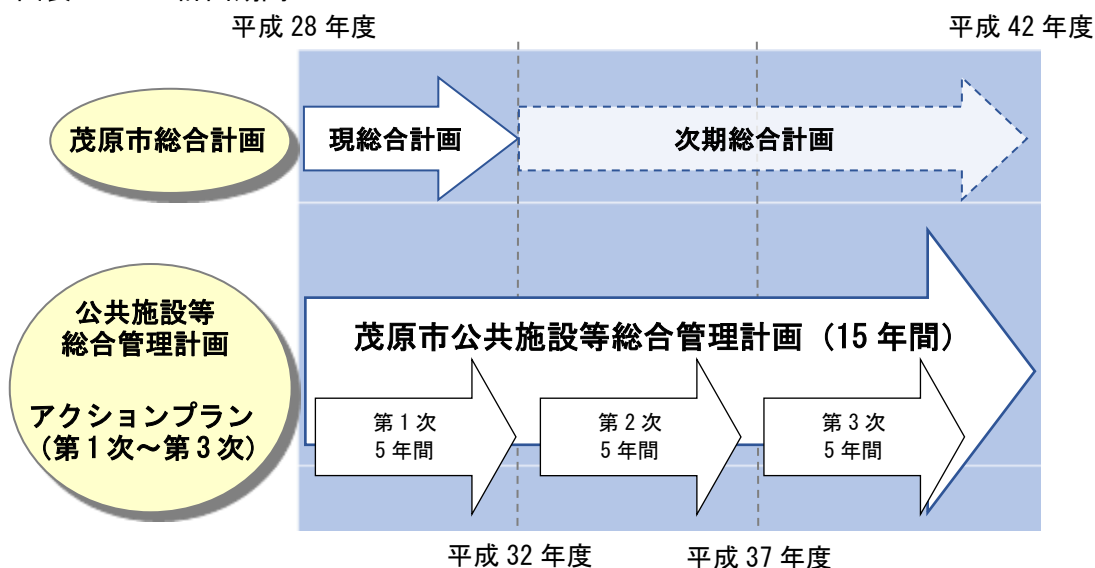 平成 28 年度
平成 42 年度
茂原市総合計画
現総合計画
次期総合計画
公共施設等
総合管理計画
アクションプラン
（第１次～第３次）
茂原市公共施設等総合管理計画（15 年間）
第１次
５年間
第２次
５年間
第３次
５年間
平成 32 年度
平成 37 年度